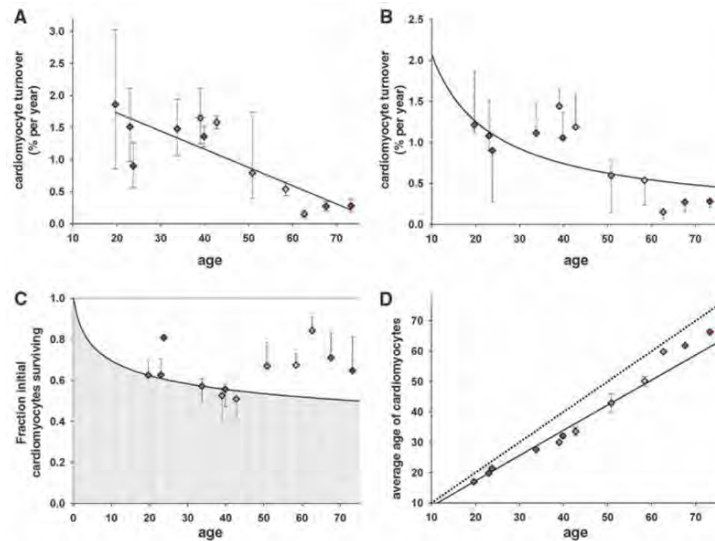 A
cardiomyocyte turnover
(% per year)
3.0
2.5
2.0
1.5
1.0
0.5
0.0
10 20 30 40 50 60 70
age
B
cardiomyocyte turnover
(% per year)
2.5
2.0
1.5
1.0
0.5
0.0
10 20 30 40 50 60 70
age
C
Fraction initial
cardiomyocytes surviving
1.0
0.8
0.6
0.4
0.2
0.0
0 10 20 30 40 50 60 70
age
D
average age of cardiomyocytes
70
60
50
40
30
20
10
10 20 30 40 50 60 70
age